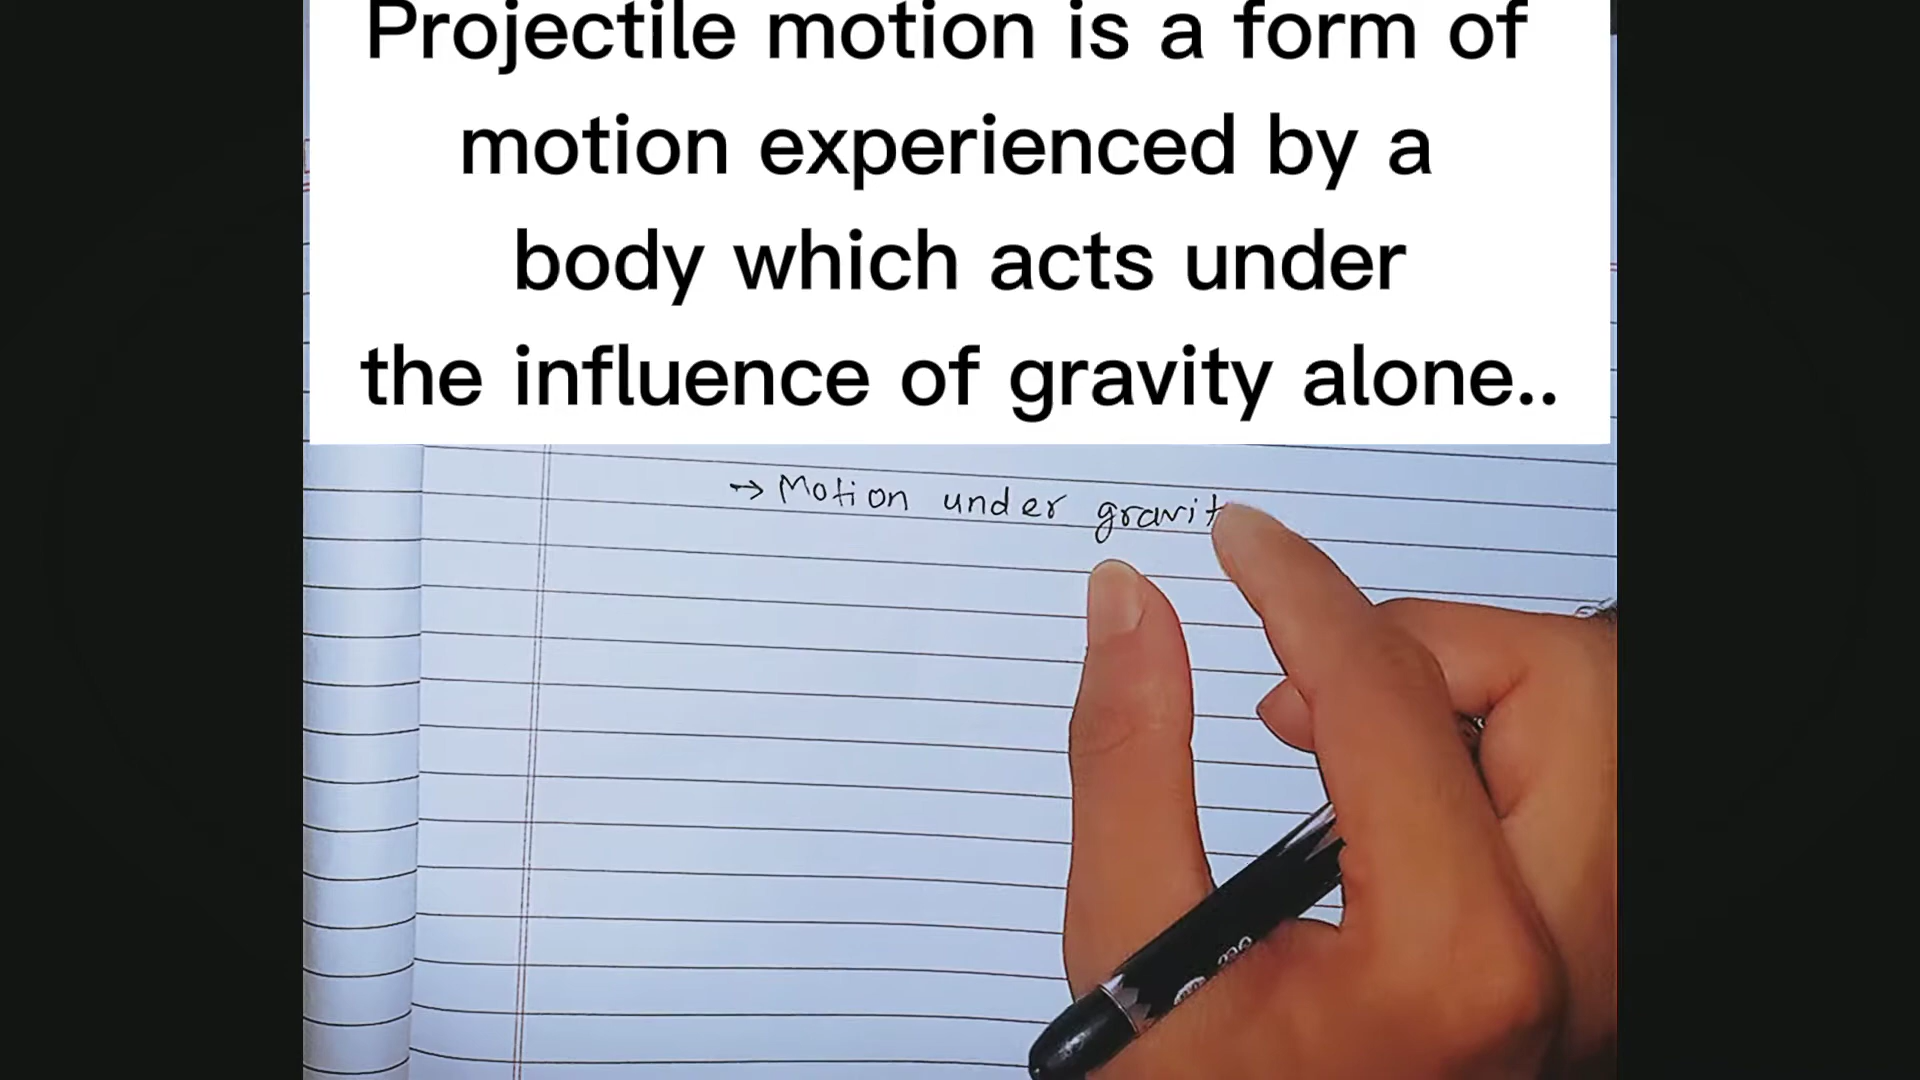 Projectile motion is a form of
motion experienced by a
body which acts under
the influence of gravity alone..
→ Motion under gravit